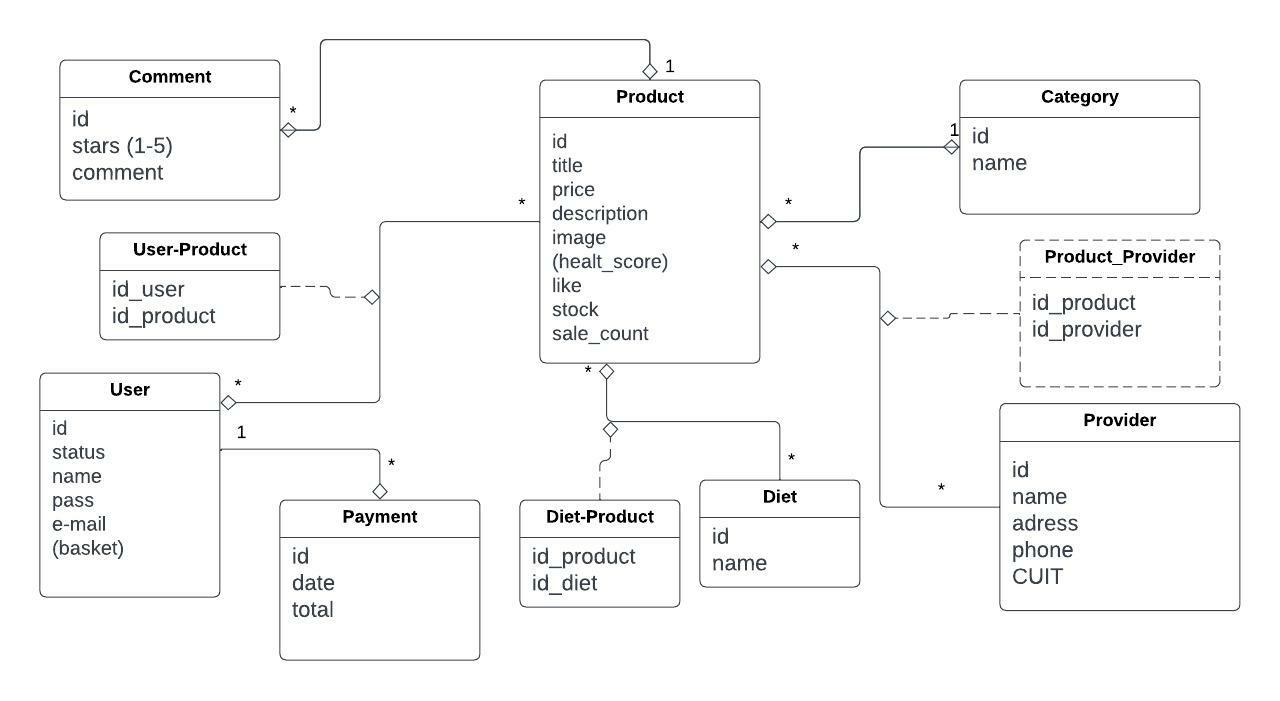 Comment
id
stars (1-5)
comment
*
1
Product
id
title
price
description
image
(healt_score)
like
stock
sale_count
*
*
*
*
Category
1
id
name
User-Product
id_user
id_product
Product_Provider
id_product
id_provider
User
id
status
name
pass
e-mail
(basket)
*
1
*
Payment
id
date
total
Diet-Product
id_product
id_diet
*
Diet
id
name
*
Provider
id
name
adress
phone
CUIT